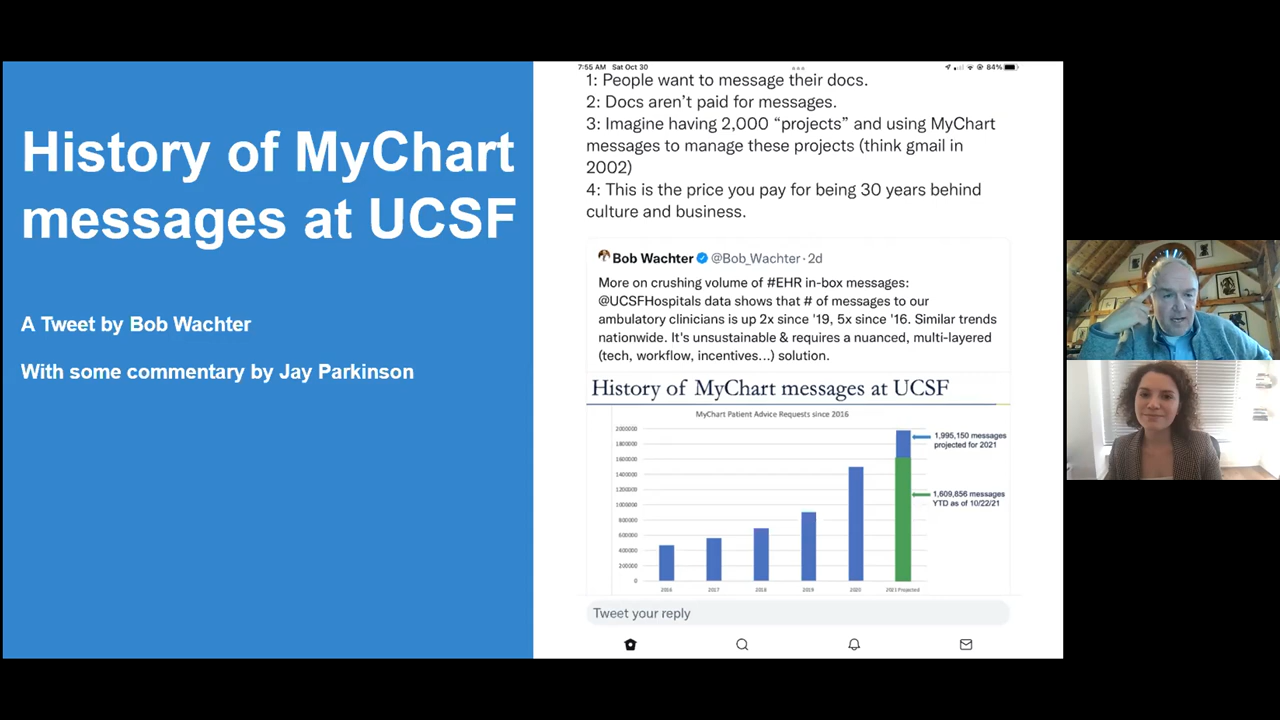 History of MyChart
messages at UCSF
A Tweet by Bob Wachter
With some commentary by Jay Parkinson
7:55 AM Sat Oct 30
84%
1: People want to message their docs.
2: Docs aren’t paid for messages.
3: Imagine having 2,000 “projects” and using MyChart
messages to manage these projects (think gmail in
2002)
4: This is the price you pay for being 30 years behind
culture and business.
Bob Wachter @Bob_Wachter · 2d
More on crushing volume of #EHR in-box messages:
@UCSFHospitals data shows that # of messages to our
ambulatory clinicians is up 2x since '19, 5x since '16. Similar trends
nationwide. It's unsustainable & requires a nuanced, multi-layered
(tech, workflow, incentives...) solution.
History of MyChart messages at UCSF
MyChart Patient Advice Requests since 2016
2000000
1800000
1600000
1400000
1200000
1000000
800000
600000
400000
200000
0
2016 2017 2018 2019 2020 2021 Projected
1,995,150 messages
projected for 2021
1,609,856 messages
YTD as of 10/22/21
Tweet your reply